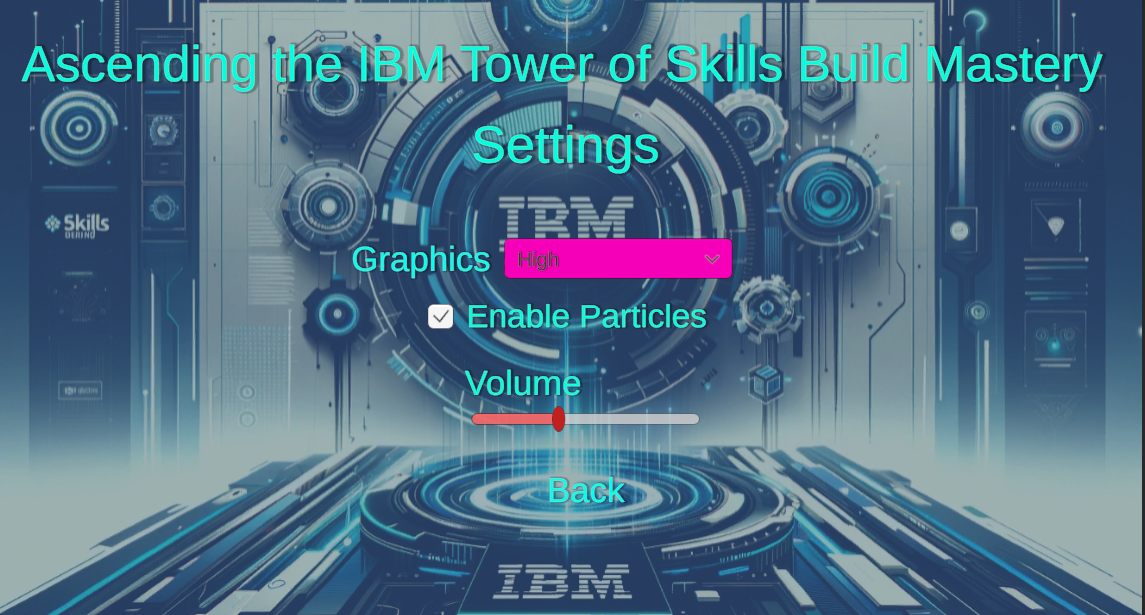 Ascending the IBM Tower of Skills Build Mastery
Settings
Skills
IBM
Graphics
High
Enable Particles
Volume
Back
IBM